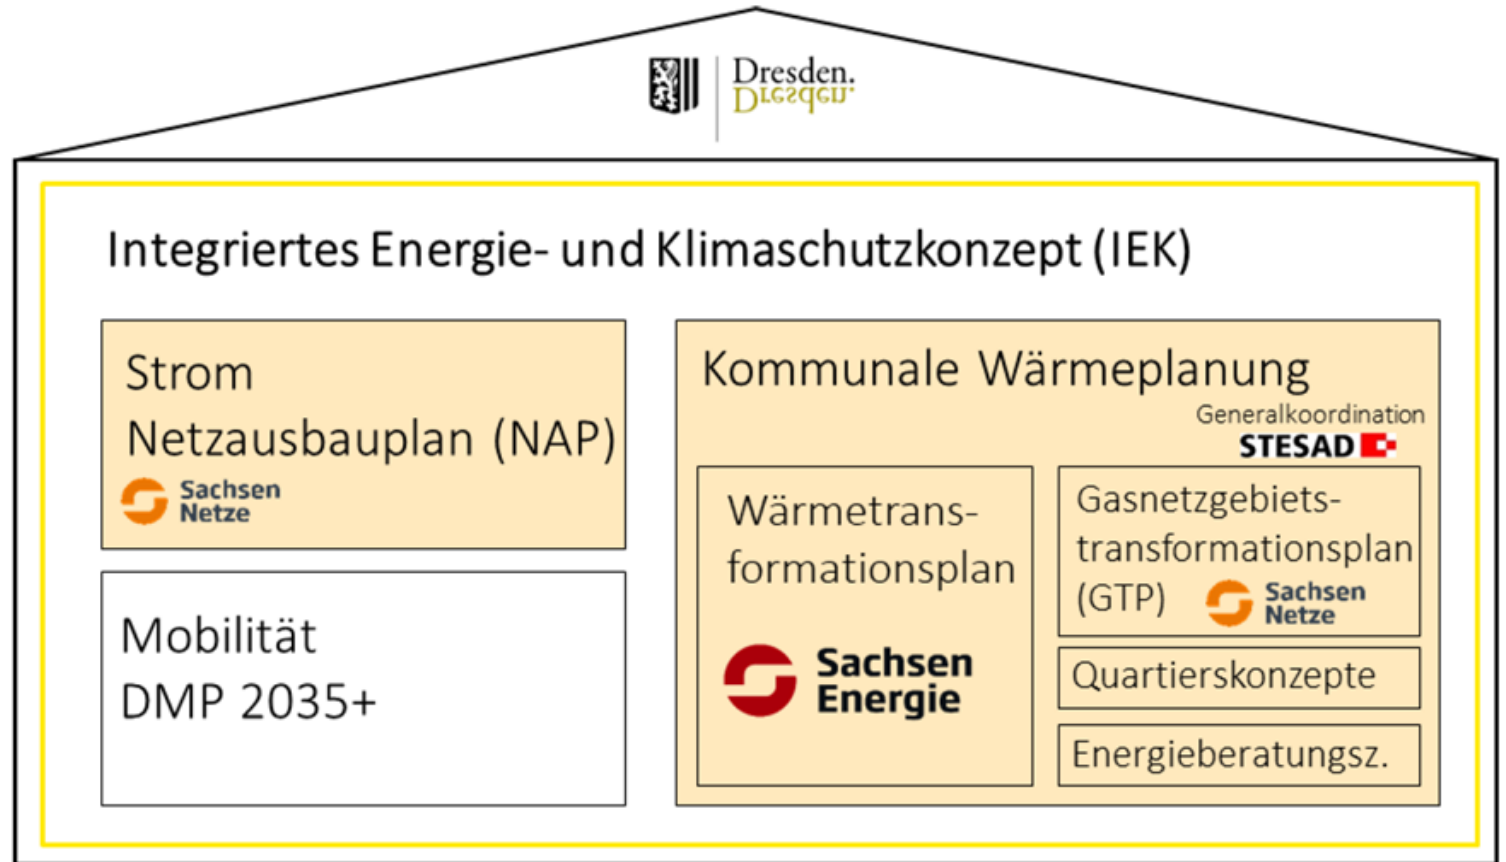 Dresden.
Dresden.
Integriertes Energie- und Klimaschutzkonzept (IEK)
Strom
Netzausbauplan (NAP)
Sachsen
Netze
Mobilität
DMP 2035+
Kommunale Wärmeplanung
Generalkoordination
STESAD
Wärmetrans-
formationsplan
Sachsen
Energie
Gasnetzgebiets-
transformationsplan
(GTP)
Sachsen
Netze
Quartierskonzepte
Energieberatungsz.